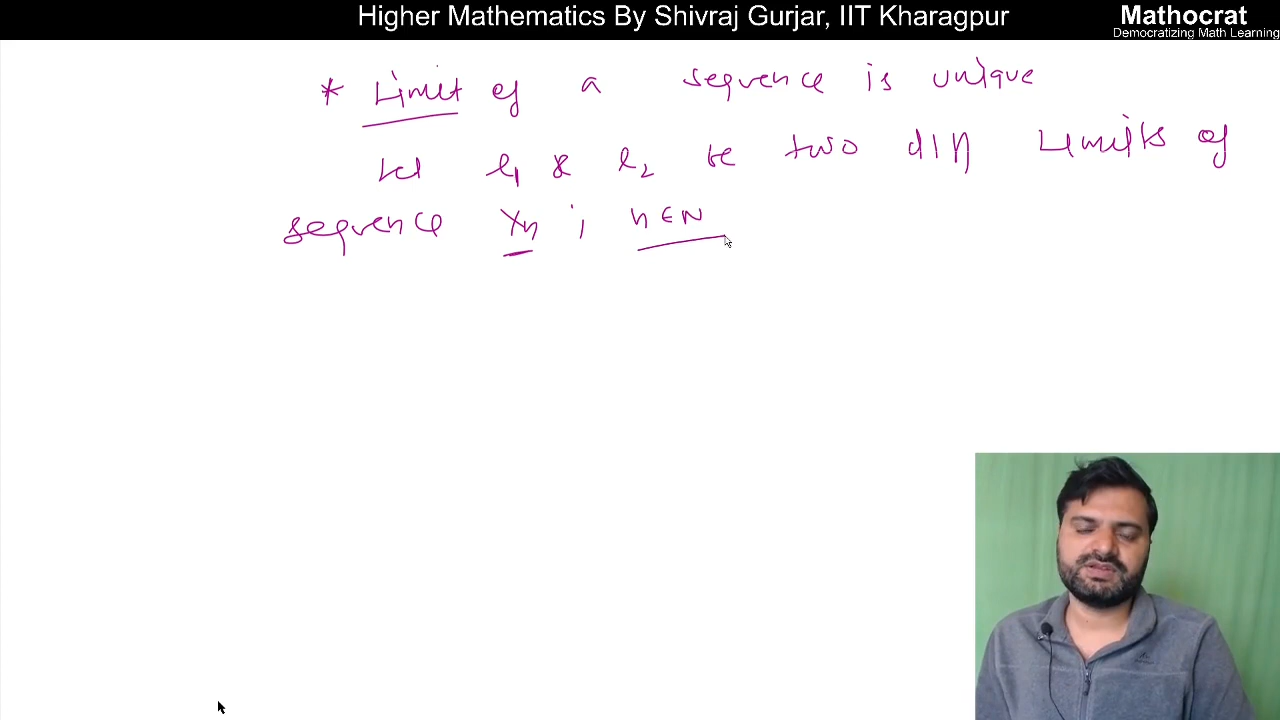 Higher Mathematics By Shivraj Gurjar, IIT Kharagpur
Mathocrat
Democratizing Math Learning
* Limit of a sequence is unique
Let l₁ & l₂ be two diff Limits of
sequence xn ; n∈N